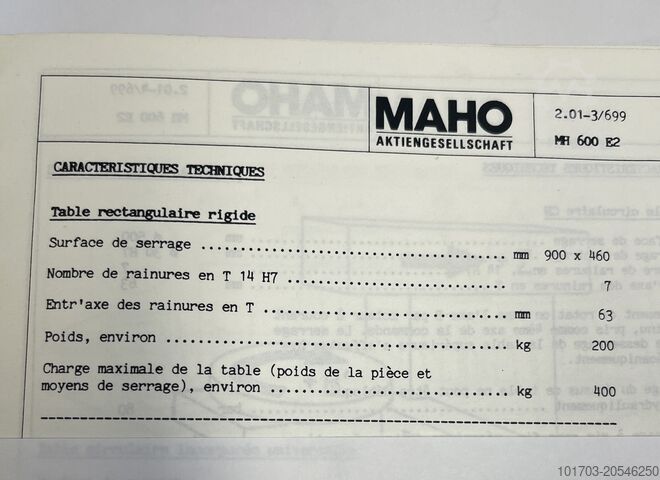 MAHO
AKTIENGESELLSCHAFT
2.01-3/699
MH 600 E2
CARACTERISTIQUES TECHNIQUES
Table rectangulaire rigide
Surface de serrage ................................ mm 900 x 460
Nombre de rainures en T 14 H7 ........................ 7
Entr'axe des rainures en T ........................... mm 63
Poids, environ ....................................... kg 200
Charge maximale de la table (poids de la pièce et
moyens de serrage), environ .......................... kg 400
101703-20546250